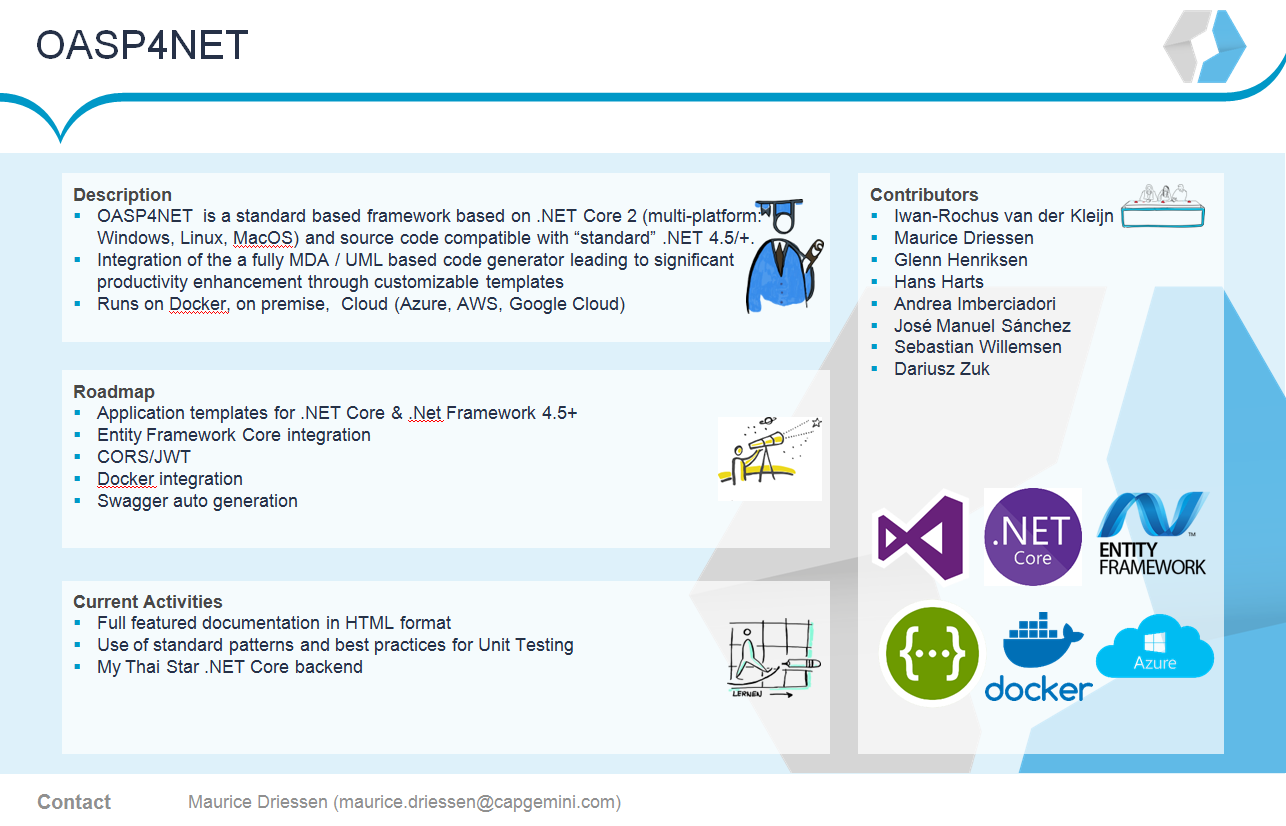 OASP4NET
Description
▪ OASP4NET is a standard based framework based on .NET Core 2 (multi-platform:
Windows, Linux, MacOS) and source code compatible with “standard” .NET 4.5/+.
▪ Integration of the a fully MDA / UML based code generator leading to significant
productivity enhancement through customizable templates
▪ Runs on Docker, on premise, Cloud (Azure, AWS, Google Cloud)
Roadmap
▪ Application templates for .NET Core & .Net Framework 4.5+
▪ Entity Framework Core integration
▪ CORS/JWT
▪ Docker integration
▪ Swagger auto generation
Current Activities
▪ Full featured documentation in HTML format
▪ Use of standard patterns and best practices for Unit Testing
▪ My Thai Star .NET Core backend
LERNEN
Contributors
▪ Iwan-Rochus van der Kleijn
▪ Maurice Driessen
▪ Glenn Henriksen
▪ Hans Harts
▪ Andrea Imberciadori
▪ José Manuel Sánchez
▪ Sebastian Willemsen
▪ Dariusz Zuk
.NET
Core
ENTITY
FRAMEWORK
TM
{...}
docker
Azure
Contact Maurice Driessen (maurice.driessen@capgemini.com)